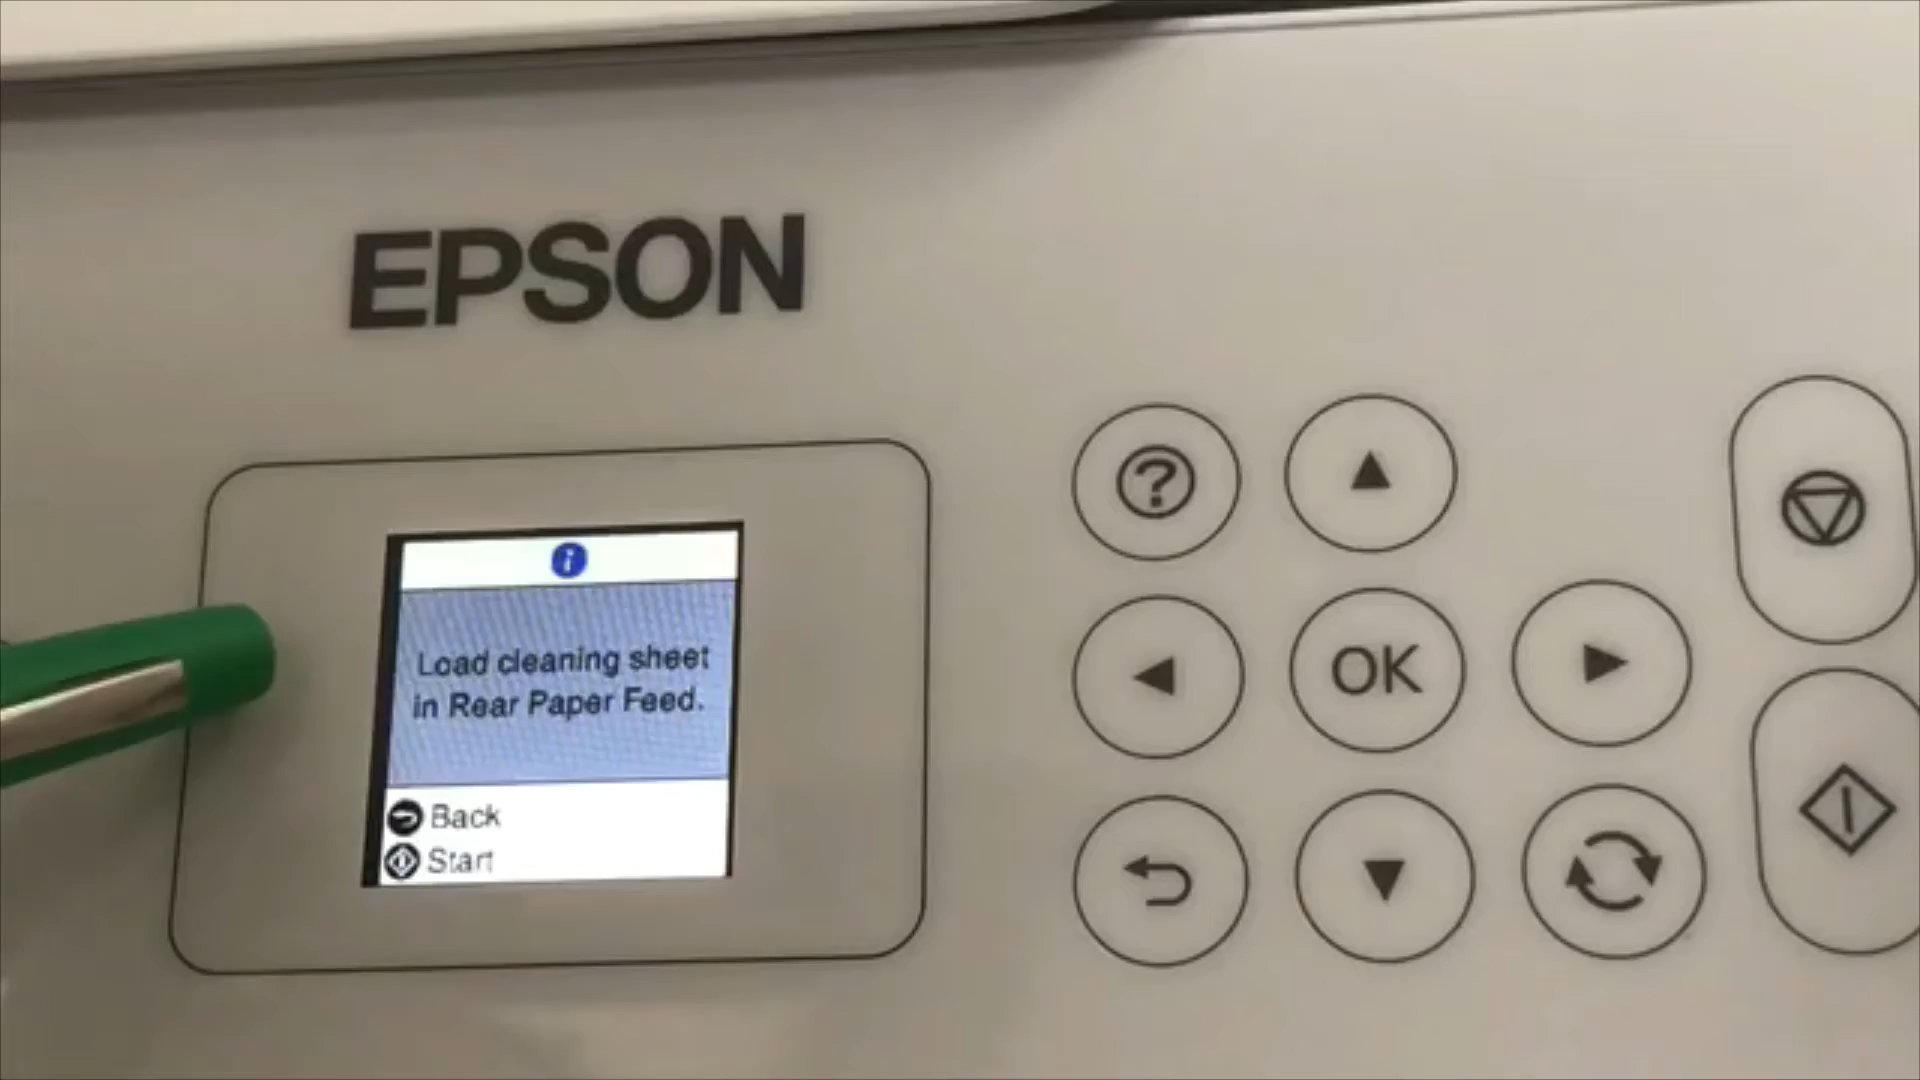 EPSON
i
Load cleaning sheet
in Rear Paper Feed.
Back
Start
?
OK